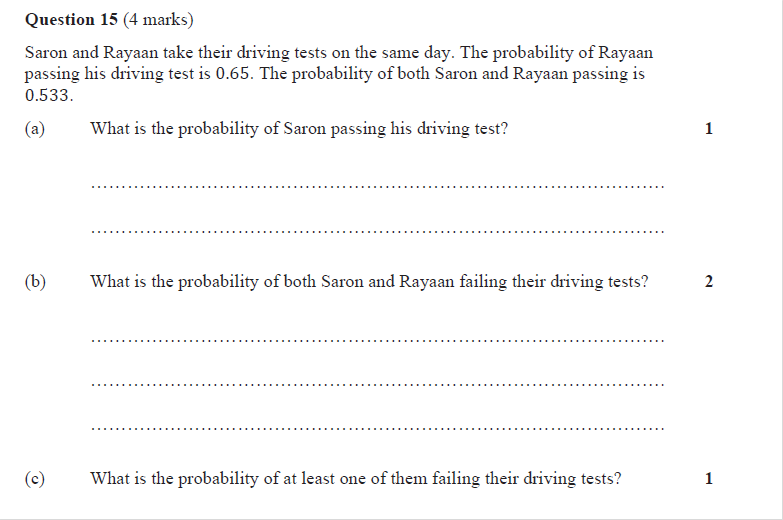 Question 15 (4 marks)
Saron and Rayaan take their driving tests on the same day. The probability of Rayaan
passing his driving test is 0.65. The probability of both Saron and Rayaan passing is
0.533.
(a) What is the probability of Saron passing his driving test? 1
................................................................................................
................................................................................................
(b) What is the probability of both Saron and Rayaan failing their driving tests? 2
................................................................................................
................................................................................................
................................................................................................
(c) What is the probability of at least one of them failing their driving tests? 1